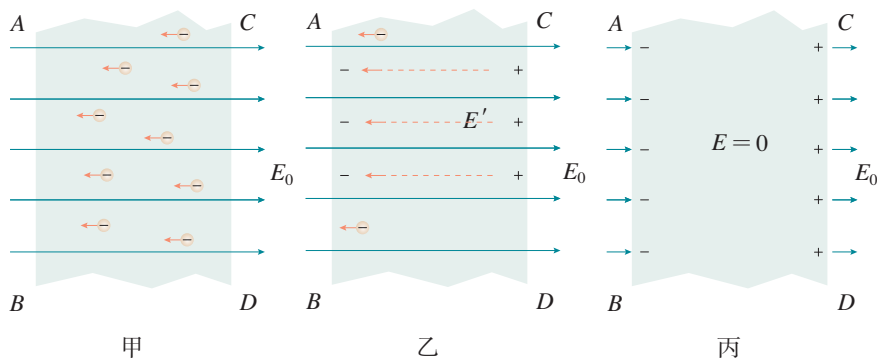 A C A C A C
− − + − +
− − + − +
− − + E′ − E = 0 +
E₀ − + E₀ − + E₀
− +
B D B D B D
甲 乙 丙